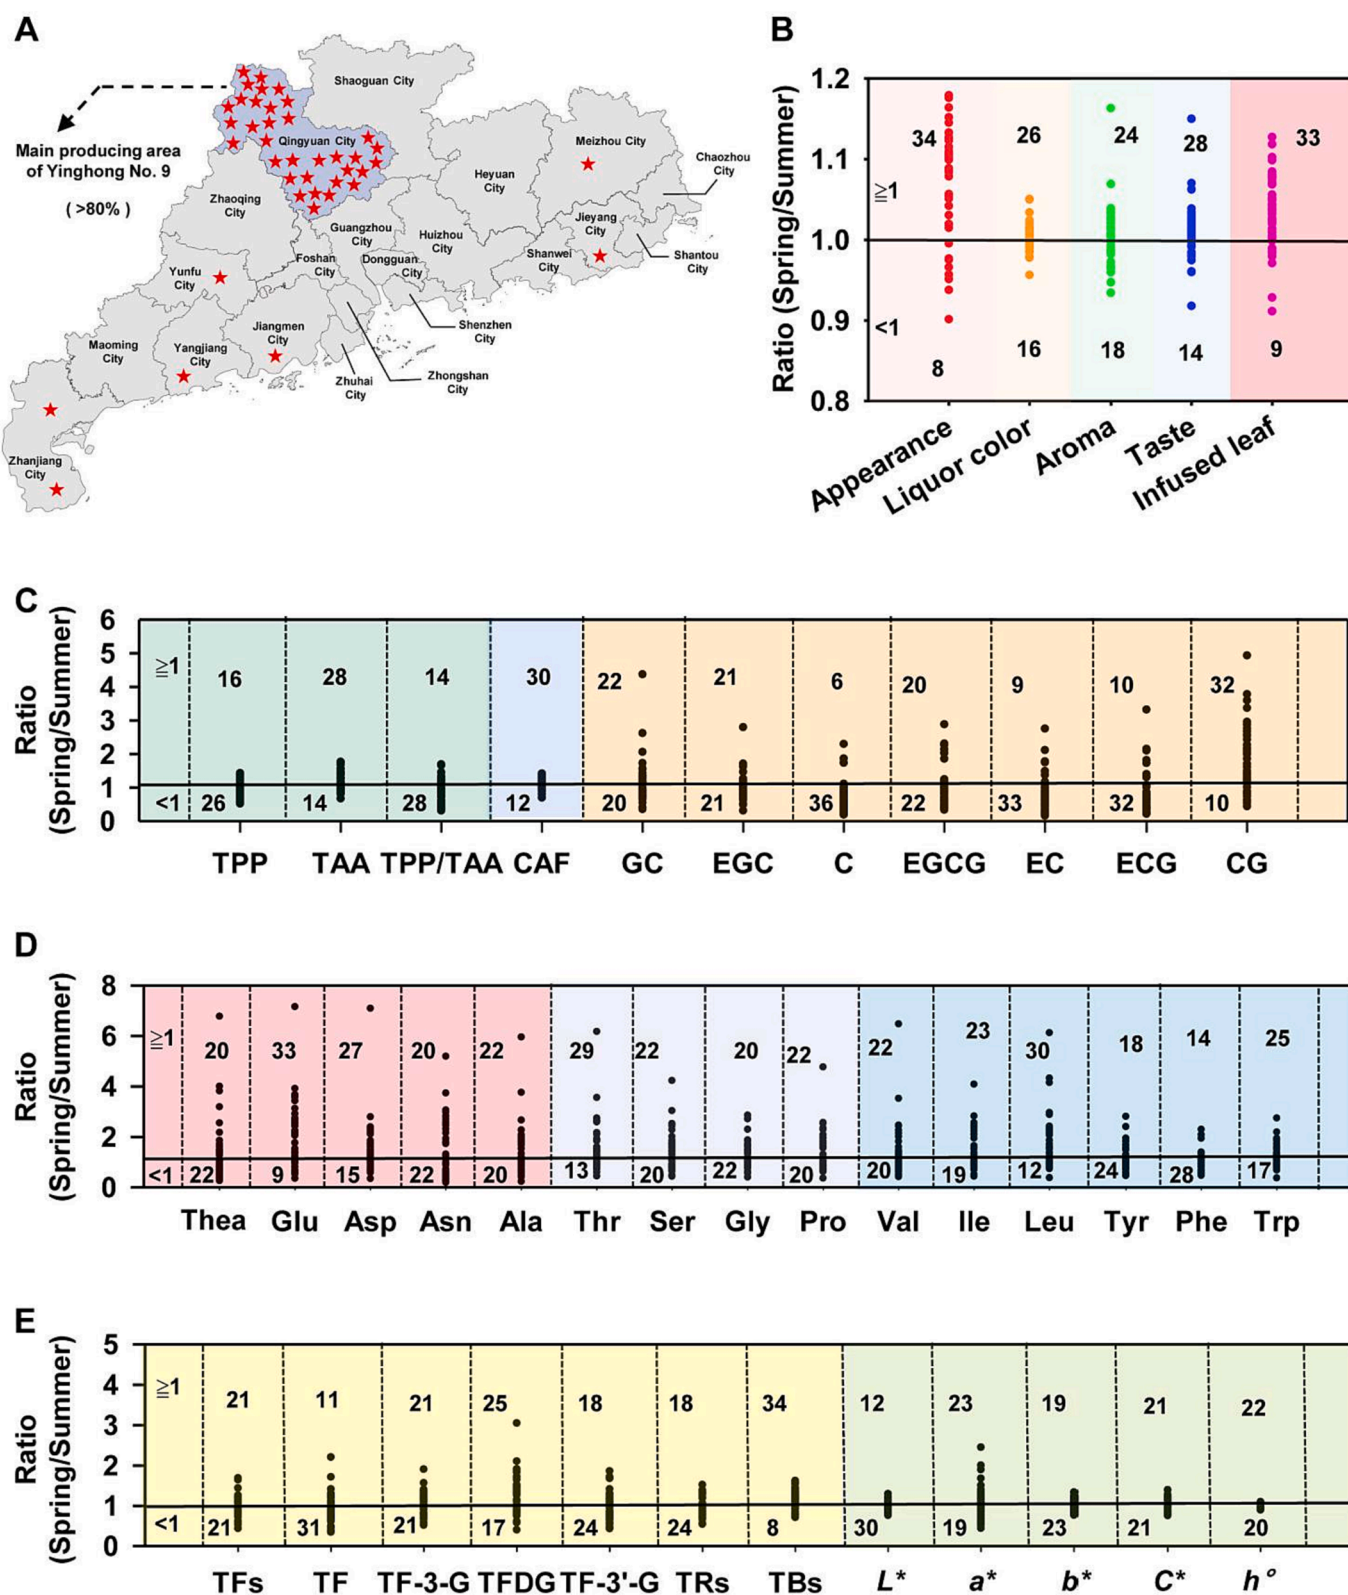 A
Shaoguan City
Main producing area
of Yinghong No. 9
( >80% )
Qingyuan City
Meizhou City
Chaozhou
City
Heyuan
City
Zhaoqing
City
Jieyang
City
Guangzhou
City
Huizhou
City
Shantou
City
Shanwei
City
Foshan
City
Dongguan
City
Yunfu
City
Shenzhen
City
Jiangmen
City
Maoming
City
Yangjiang
City
Zhuhai
City
Zhongshan
City
Zhanjiang
City
B
Ratio (Spring/Summer)
1.2
1.1
1.0
0.9
0.8
≧1
<1
34 26 24 28 33
8 16 18 14 9
Appearance
Liquor color
Aroma
Taste
Infused leaf
C
Ratio
(Spring/Summer)
6
5
4
3
2
1
0
≧1 16 28 14 30 22 21 6 20 9 10 32
<1 26 14 28 12 20 21 36 22 33 32 10
TPP TAA TPP/TAA CAF GC EGC C EGCG EC ECG CG
D
Ratio
(Spring/Summer)
8
6
4
2
0
≧1 20 33 27 20 22 29 22 20 22 22 23 30 18 14 25
<1 22 9 15 22 20 13 20 22 20 20 19 12 24 28 17
Thea Glu Asp Asn Ala Thr Ser Gly Pro Val Ile Leu Tyr Phe Trp
E
Ratio
(Spring/Summer)
5
4
3
2
1
0
≧1 21 11 21 25 18 18 34 12 23 19 21 22
<1 21 31 21 17 24 24 8 30 19 23 21 20
TFs TF TF-3-G TFDG TF-3'-G TRs TBs L* a* b* C* h°